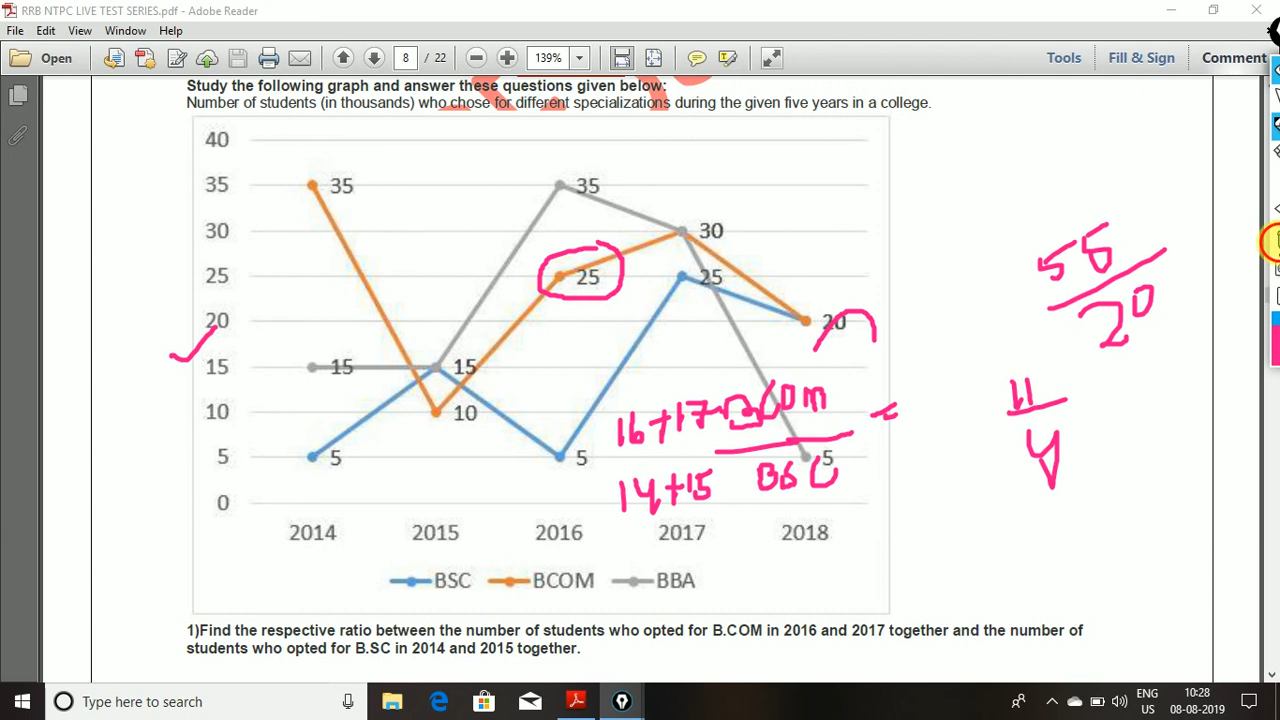 RRB NTPC LIVE TEST SERIES.pdf - Adobe Reader
File Edit View Window Help
Open 8 / 22 139% Tools Fill & Sign Comment
Study the following graph and answer these questions given below:
Number of students (in thousands) who chose for different specializations during the given five years in a college.
40
35 35 35
30 30
25 25 25
20 20
15 15 15
10 10
5 5 5 5
0
2014 2015 2016 2017 2018
BSC BCOM BBA
16+17 BCOM =
14+15 BSC
55
20
11
4
1)Find the respective ratio between the number of students who opted for B.COM in 2016 and 2017 together and the number of
students who opted for B.SC in 2014 and 2015 together.
Type here to search
ENG
US
10:28
08-08-2019